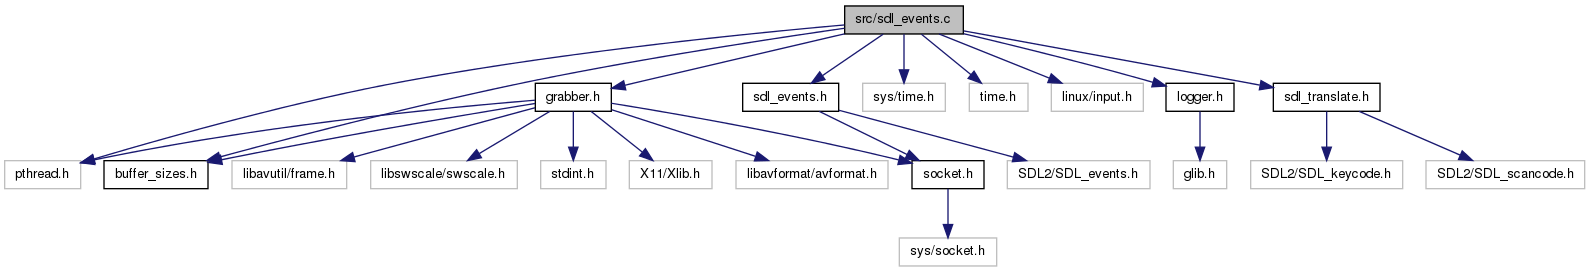 src/sdl_events.c
grabber.h
sdl_events.h
sys/time.h
time.h
linux/input.h
logger.h
sdl_translate.h
pthread.h
buffer_sizes.h
libavutil/frame.h
libswscale/swscale.h
stdint.h
X11/Xlib.h
libavformat/avformat.h
socket.h
SDL2/SDL_events.h
glib.h
SDL2/SDL_keycode.h
SDL2/SDL_scancode.h
sys/socket.h